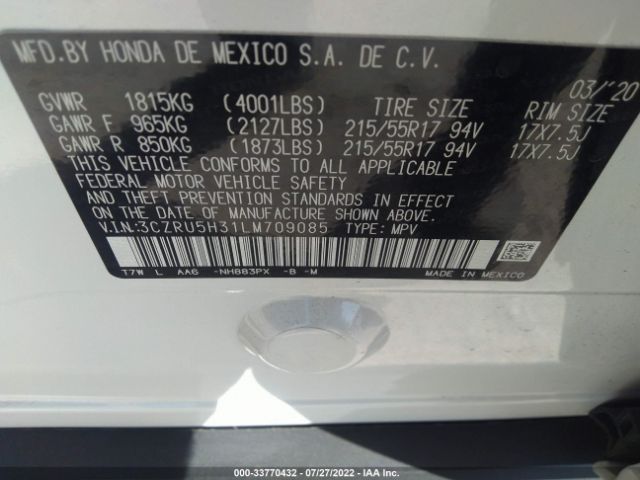 MFD.BY HONDA DE MEXICO S.A. DE C.V.
03/'20
GVWR 1815KG (4001LBS) TIRE SIZE RIM SIZE
GAWR F 965KG (2127LBS) 215/55R17 94V 17X7.5J
GAWR R 850KG (1873LBS) 215/55R17 94V 17X7.5J
THIS VEHICLE CONFORMS TO ALL APPLICABLE
FEDERAL MOTOR VEHICLE SAFETY
AND THEFT PREVENTION STANDARDS IN EFFECT
ON THE DATE OF MANUFACTURE SHOWN ABOVE.
V.I.N:3CZRU5H31LM709085 TYPE: MPV
T7W L AA6 -NH883PX -B -M MADE IN MEXICO
000-33770432 / 07/27/2022 / Copyright IAA, Inc.